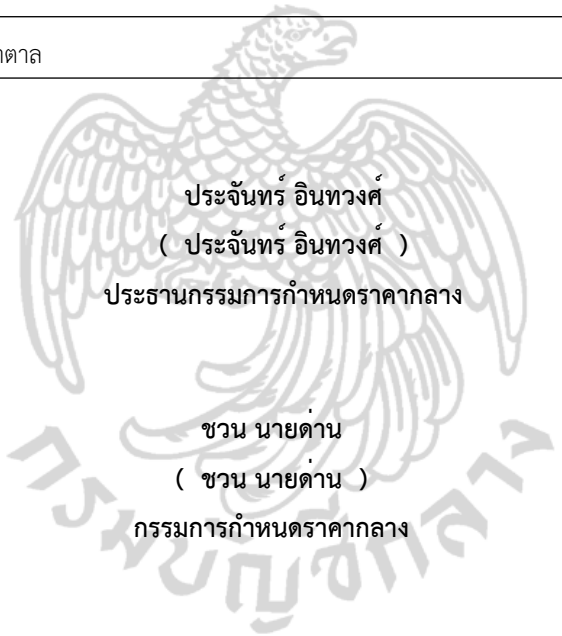 ประจันทร์ อินทวงศ์
( ประจันทร์ อินทวงศ์ )
ประธานกรรมการกำหนดราคากลาง
ชวน นายด่าน
( ชวน นายด่าน )
กรรมการกำหนดราคากลาง
กรมบัญชีกลาง